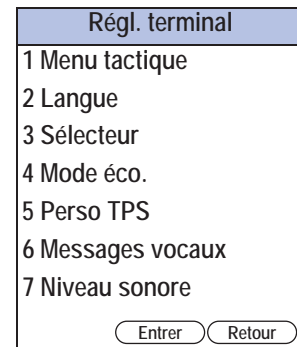 Régl. terminal
1 Menu tactique
2 Langue
3 Sélecteur
4 Mode éco.
5 Perso TPS
6 Messages vocaux
7 Niveau sonore
Entrer Retour